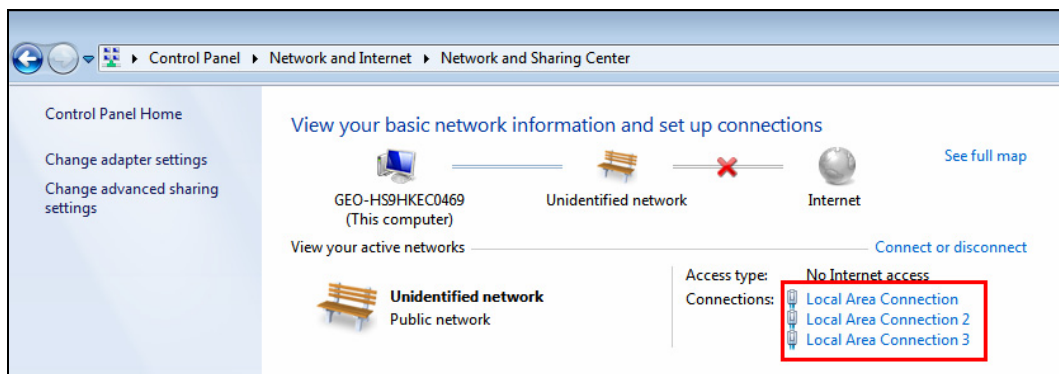 Control Panel ▸ Network and Internet ▸ Network and Sharing Center
Control Panel Home
Change adapter settings
Change advanced sharing
settings
View your basic network information and set up connections
See full map
GEO-HS9HKEC0469
(This computer)
Unidentified network
Internet
View your active networks
Connect or disconnect
Unidentified network
Public network
Access type: No Internet access
Connections: Local Area Connection
Local Area Connection 2
Local Area Connection 3